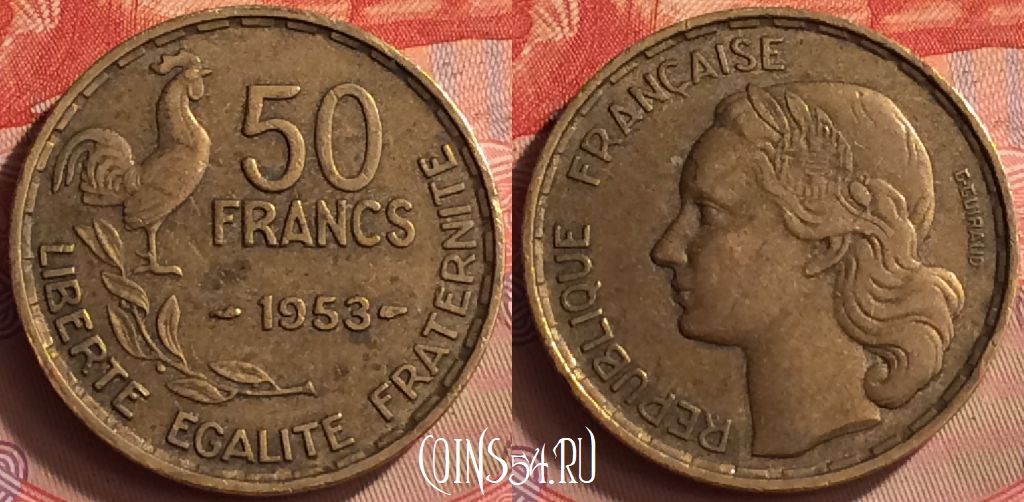 50
FRANCS
1953
LIBERTE EGALITE FRATERNITE
REPUBLIQUE FRANÇAISE
G.GUIRAUD
COINS54.RU